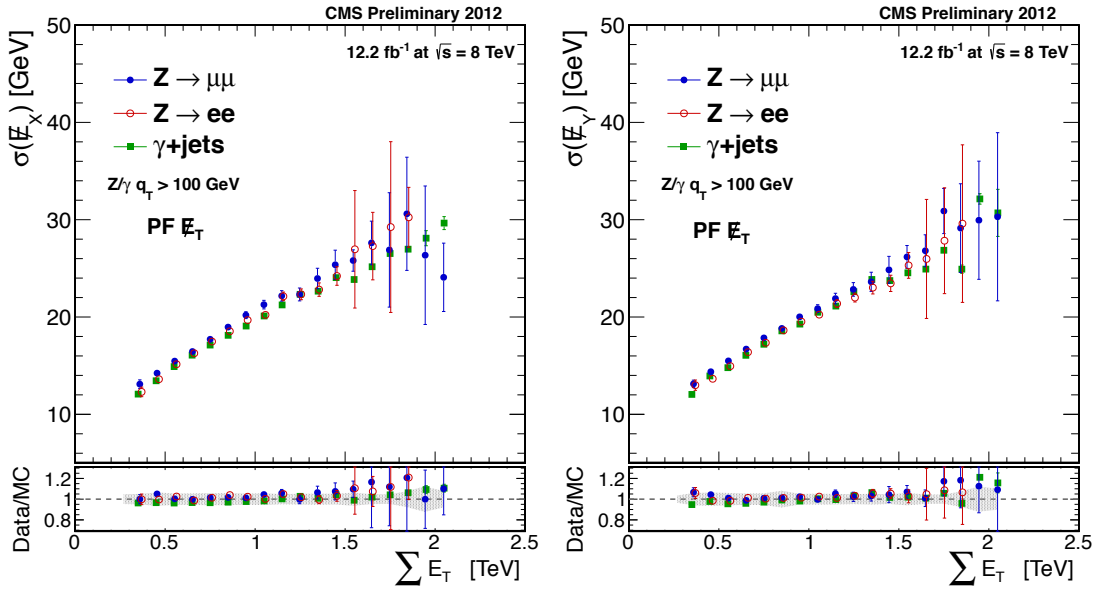 CMS Preliminary 2012
12.2 fb⁻¹ at √s = 8 TeV
σ(E̸_X) [GeV]
Z → μμ
Z → ee
γ+jets
Z/γ q_T > 100 GeV
PF E̸_T
50
40
30
20
10
Data/MC
1.2
1
0.8
0 0.5 1 1.5 2 2.5
∑ E_T [TeV]
CMS Preliminary 2012
12.2 fb⁻¹ at √s = 8 TeV
σ(E̸_Y) [GeV]
Z → μμ
Z → ee
γ+jets
Z/γ q_T > 100 GeV
PF E̸_T
50
40
30
20
10
Data/MC
1.2
1
0.8
0 0.5 1 1.5 2 2.5
∑ E_T [TeV]